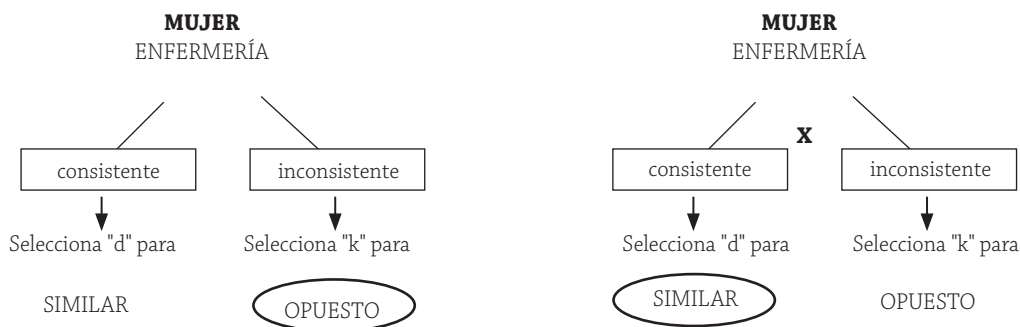 MUJER
ENFERMERÍA
consistente
inconsistente
Selecciona "d" para
Selecciona "k" para
SIMILAR
OPUESTO
MUJER
ENFERMERÍA
X
consistente
inconsistente
Selecciona "d" para
Selecciona "k" para
SIMILAR
OPUESTO